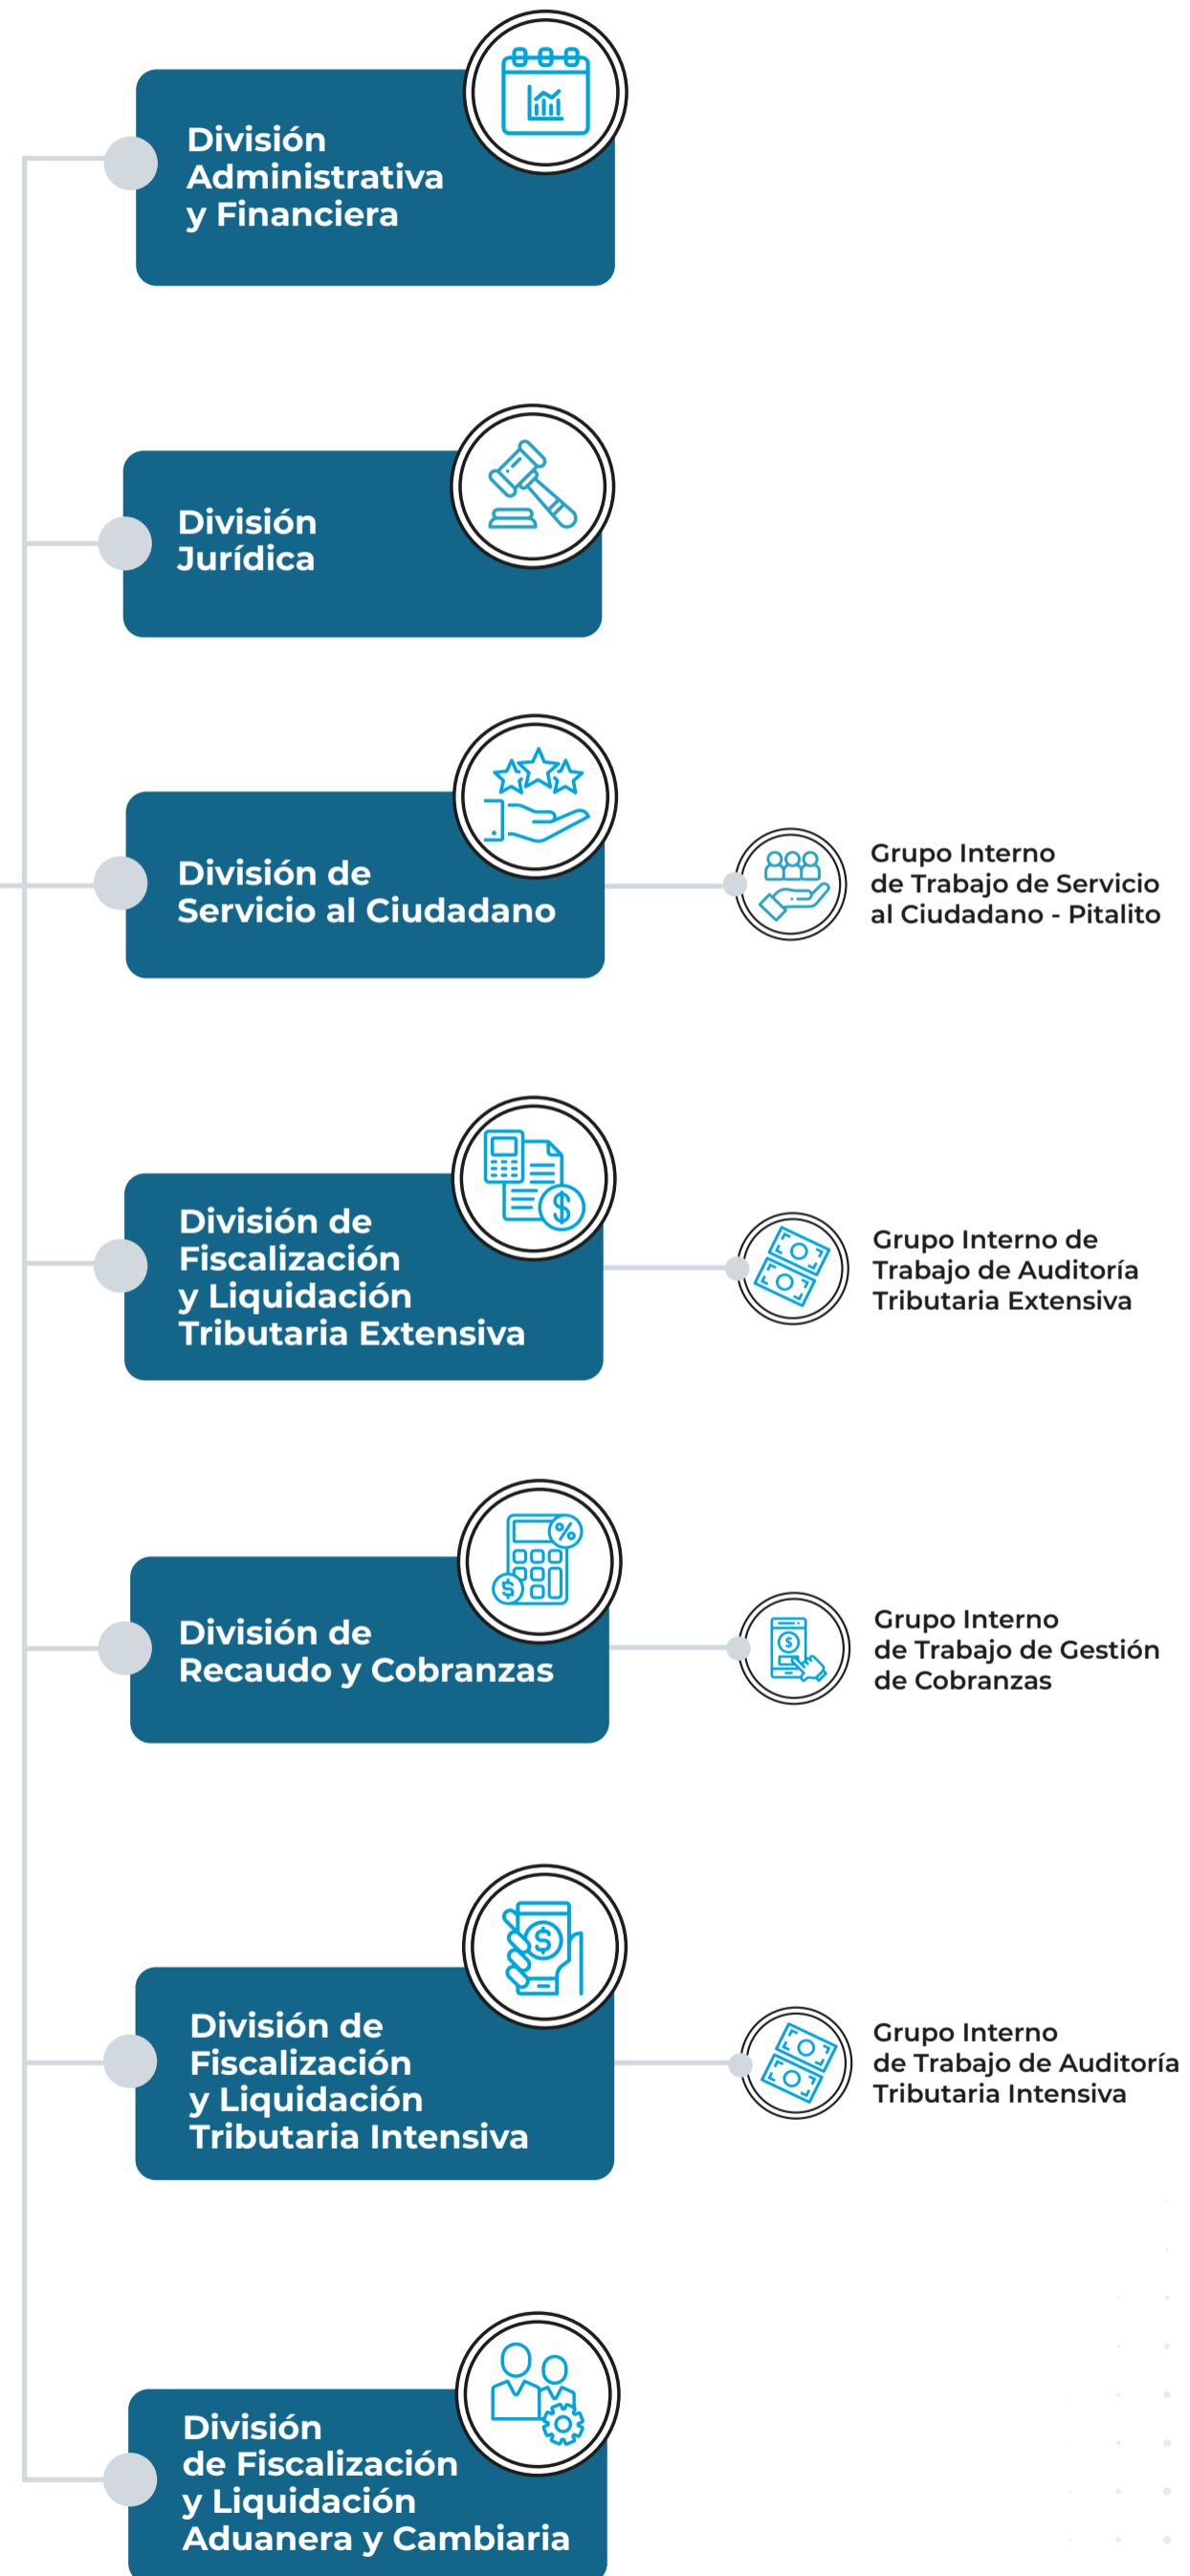 División
Administrativa
y Financiera
División
Jurídica
División de
Servicio al Ciudadano
Grupo Interno
de Trabajo de Servicio
al Ciudadano - Pitalito
División de
Fiscalización
y Liquidación
Tributaria Extensiva
Grupo Interno de
Trabajo de Auditoría
Tributaria Extensiva
División de
Recaudo y Cobranzas
Grupo Interno
de Trabajo de Gestión
de Cobranzas
División de
Fiscalización
y Liquidación
Tributaria Intensiva
Grupo Interno
de Trabajo de Auditoría
Tributaria Intensiva
División
de Fiscalización
y Liquidación
Aduanera y Cambiaria